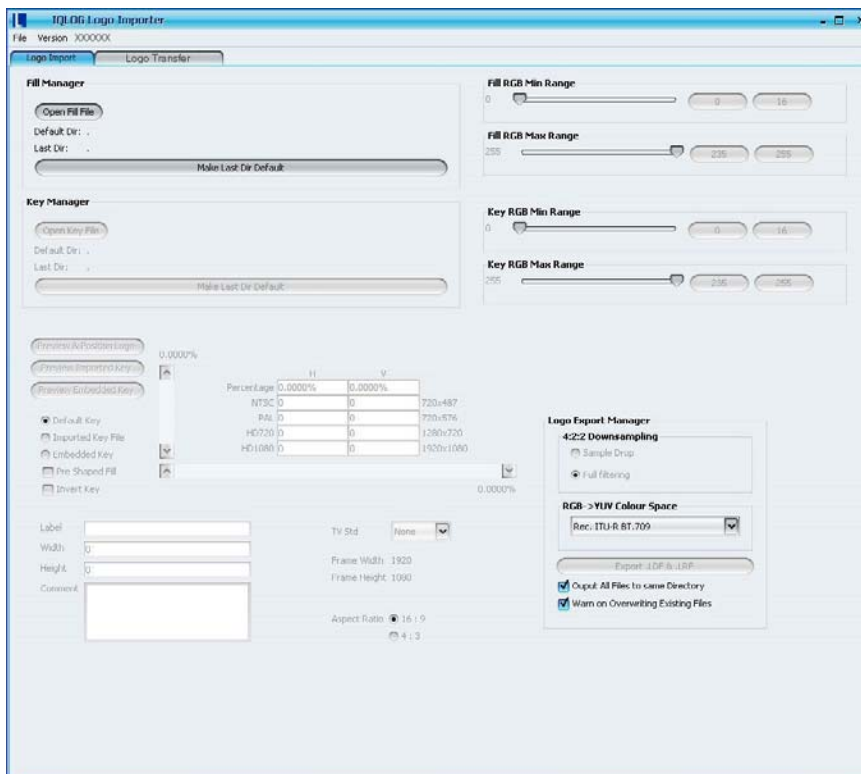 IQLOG Logo Importer
File Version XXXXXX
Logo Import Logo Transfer
Fill Manager
Open Fill File
Default Dir: .
Last Dir: .
Make Last Dir Default
Fill RGB Min Range
0 0 16
Fill RGB Max Range
255 235 255
Key Manager
Open Key File
Default Dir: .
Last Dir: .
Make Last Dir Default
Key RGB Min Range
0 0 16
Key RGB Max Range
255 235 255
Preview & Position Logo
Preview Imported Key
Preview Embedded Key
0.0000%
H V
Percentage 0.0000% 0.0000%
NTSC 0 0 720x487
PAL 0 0 720x576
HD720 0 0 1280x720
HD1080 0 0 1920x1080
Default Key
Imported Key File
Embedded Key
Pre Shaped Fill
Invert Key
0.0000%
Logo Export Manager
4:2:2 Downsampling
Sample Drop
Full filtering
RGB->YUV Colour Space
Rec. ITU-R BT.709
Export .LDF & .LRF
Ouput All Files to same Directory
Warn on Overwriting Existing Files
Label
Width 0
Height 0
Comment
TV Std None
Frame Width 1920
Frame Height 1080
Aspect Ratio 16 : 9
4 : 3